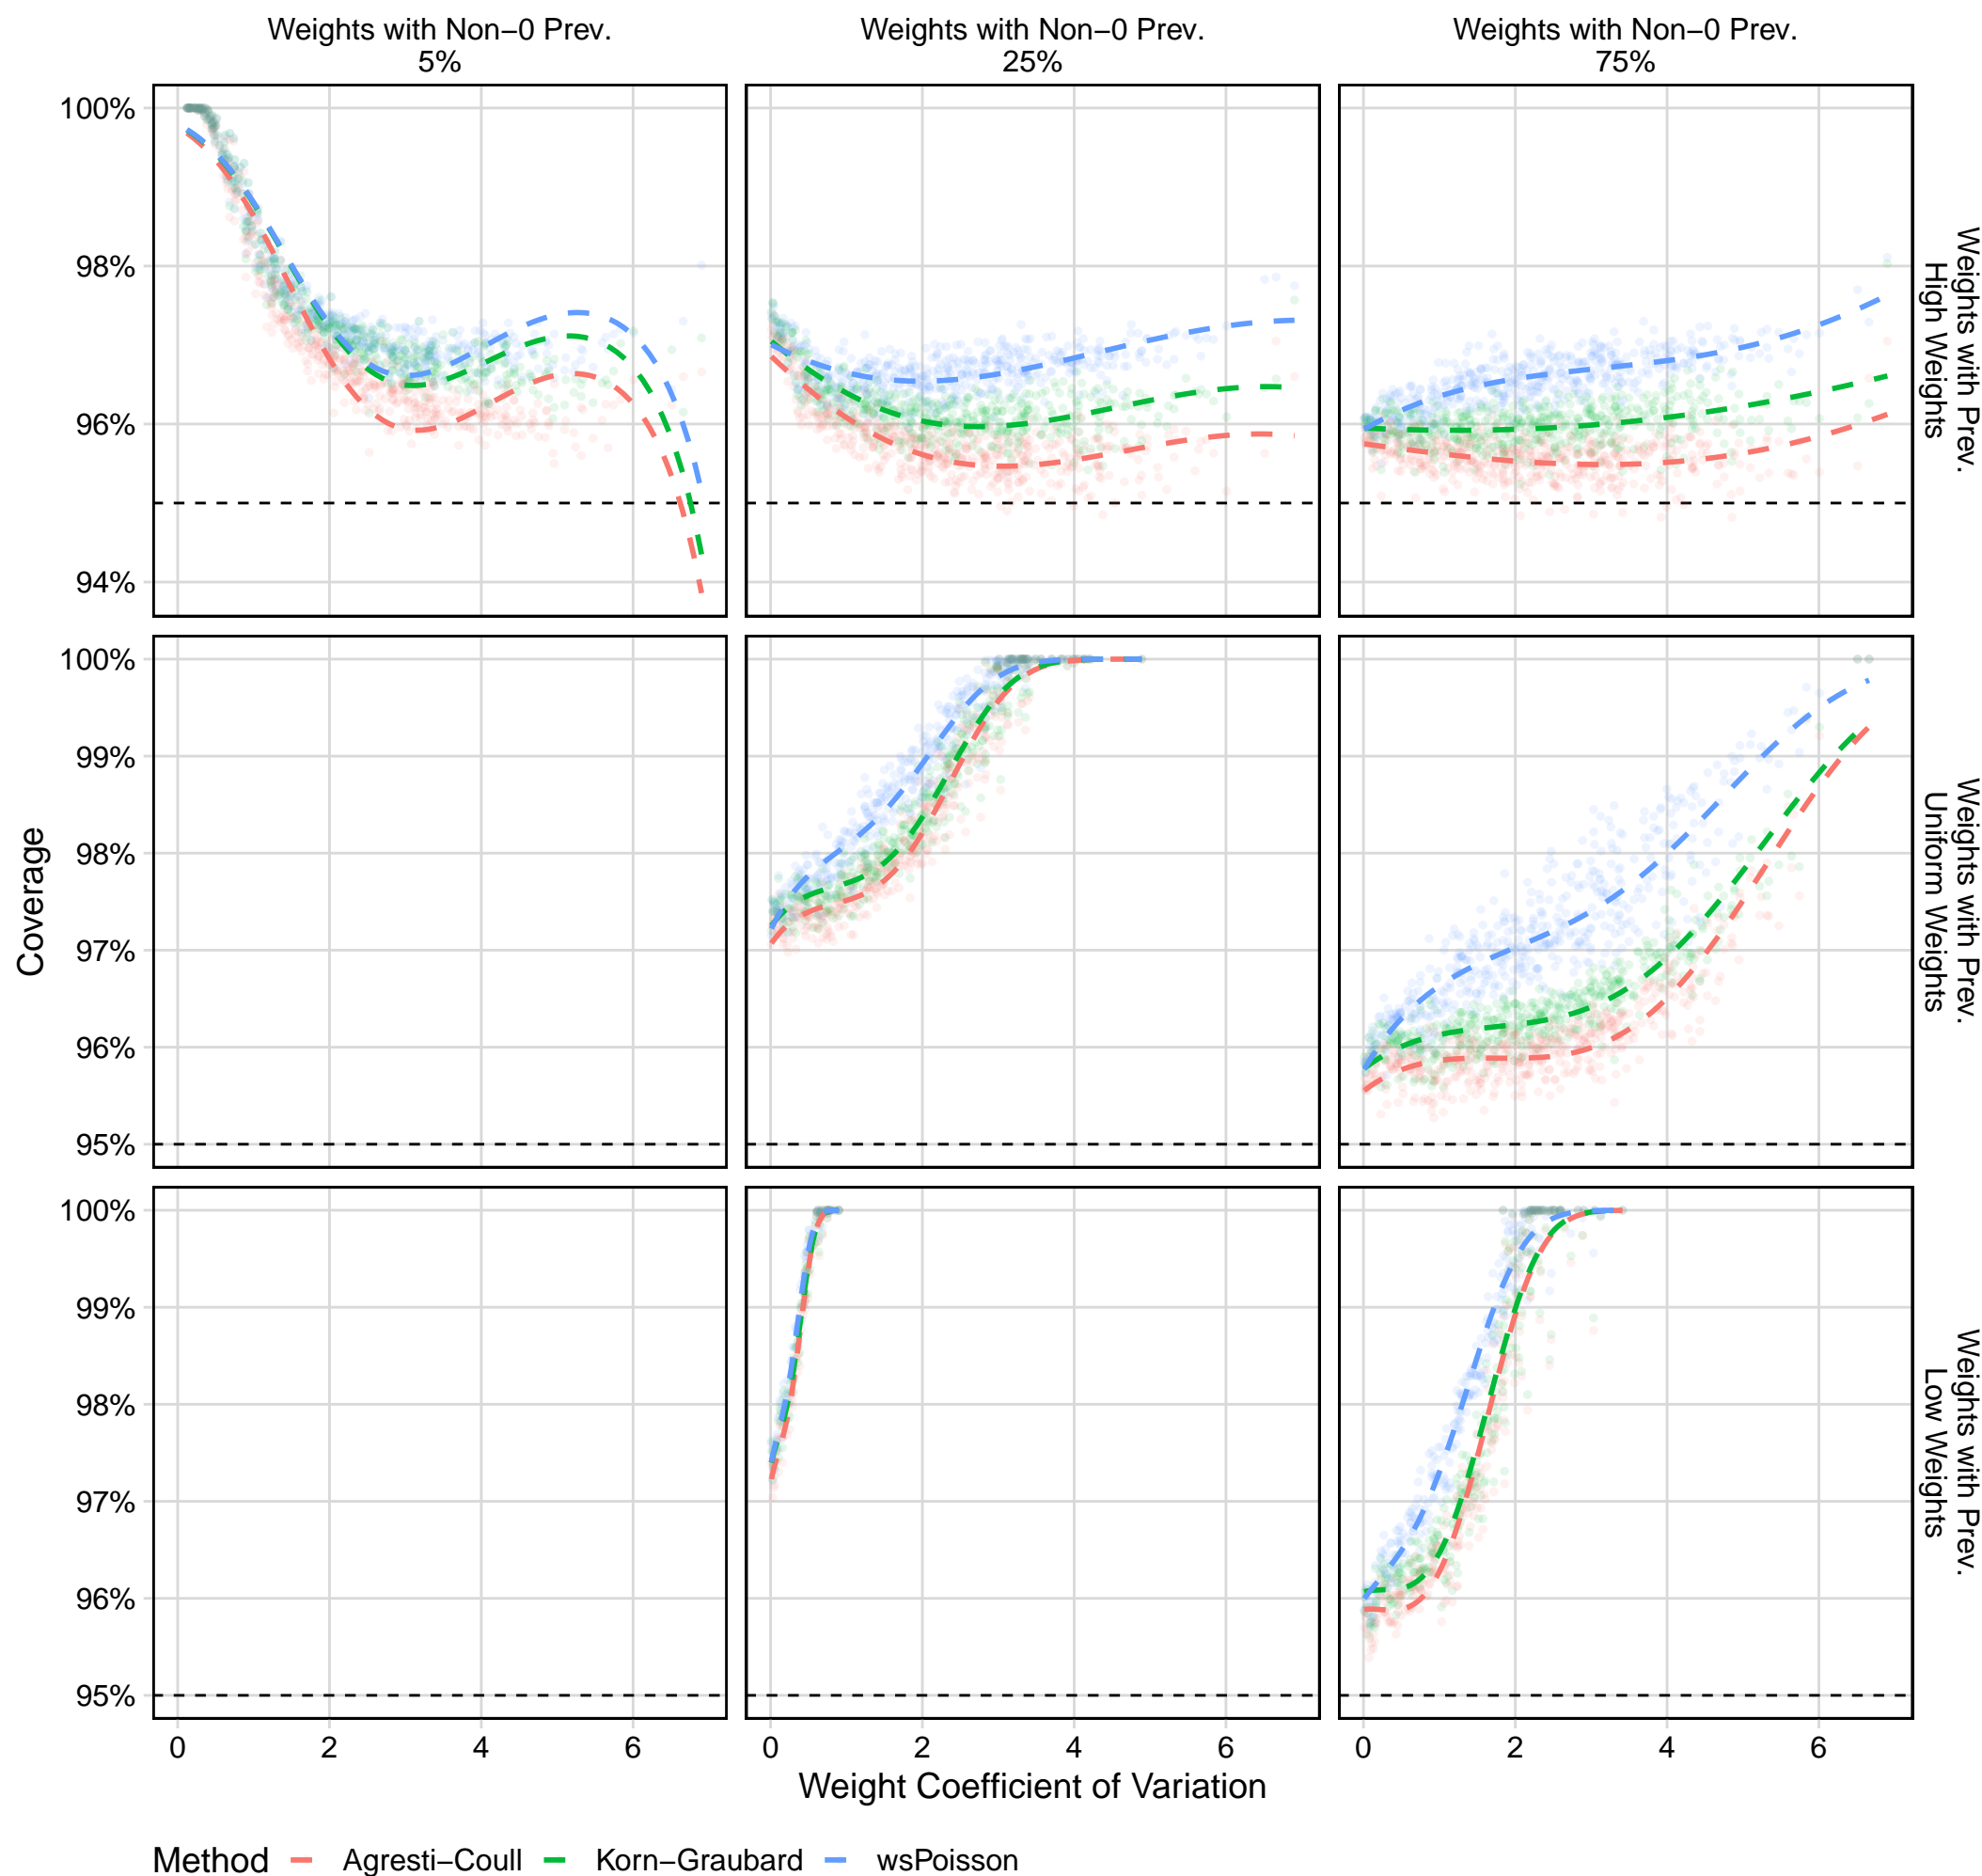 Weights with Non−0 Prev.
5%
Weights with Non−0 Prev.
25%
Weights with Non−0 Prev.
75%
100%
98%
96%
94%
Weights with Prev.
High Weights
100%
99%
98%
97%
96%
95%
Weights with Prev.
Uniform Weights
100%
99%
98%
97%
96%
95%
Weights with Prev.
Low Weights
Coverage
0 2 4 6 0 2 4 6 0 2 4 6
Weight Coefficient of Variation
Method Agresti−Coull Korn−Graubard wsPoisson